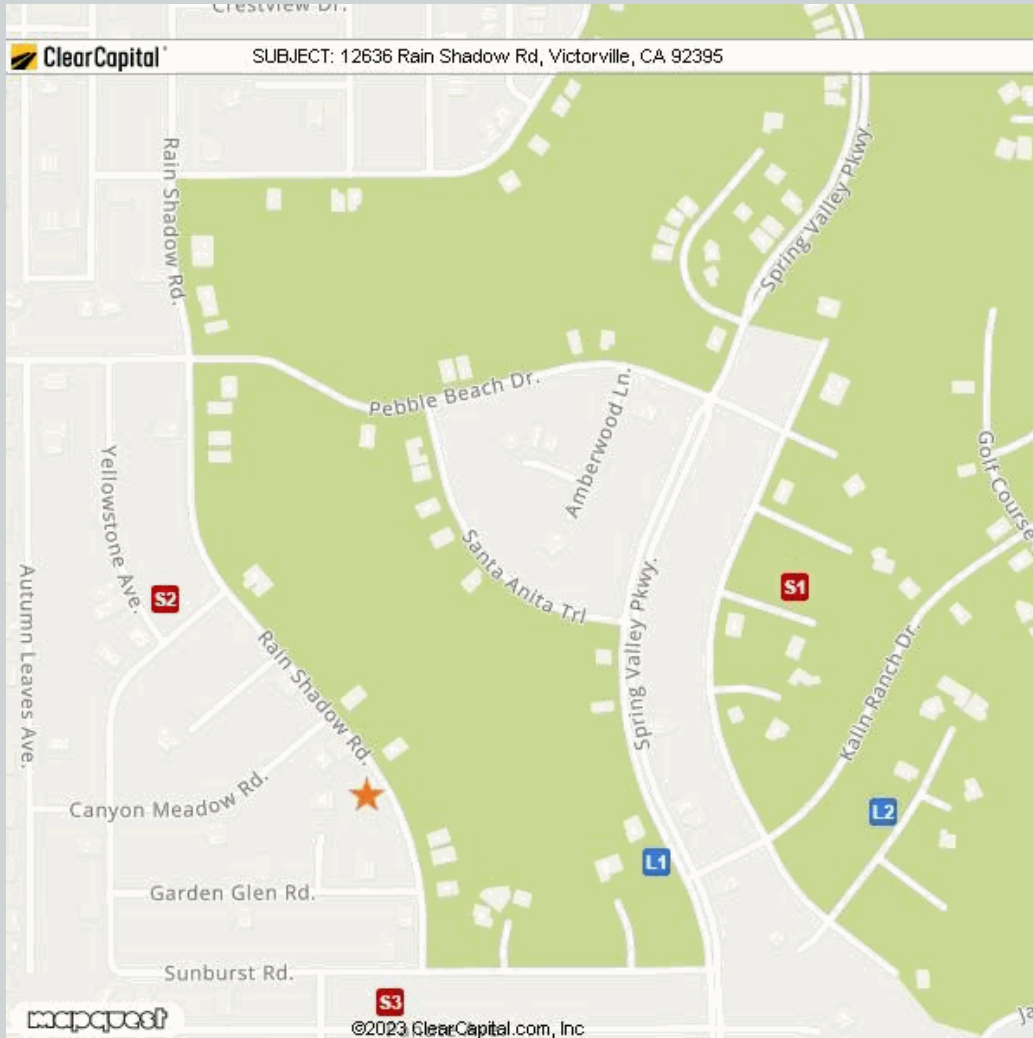 Crestview Dr.
ClearCapital
SUBJECT: 12636 Rain Shadow Rd, Victorville, CA 92395
Rain Shadow Rd.
Spring Valley Pkwy.
Pebble Beach Dr.
Amberwood Ln.
Golf Course
Yellowstone Ave.
Santa Anita Trl
Autumn Leaves Ave.
S2
S1
Rain Shadow Rd.
Spring Valley Pkwy.
Kalin Ranch Dr.
Canyon Meadow Rd.
L2
L1
Garden Glen Rd.
Sunburst Rd.
S3
mapquest
©2023 ClearCapital.com, Inc